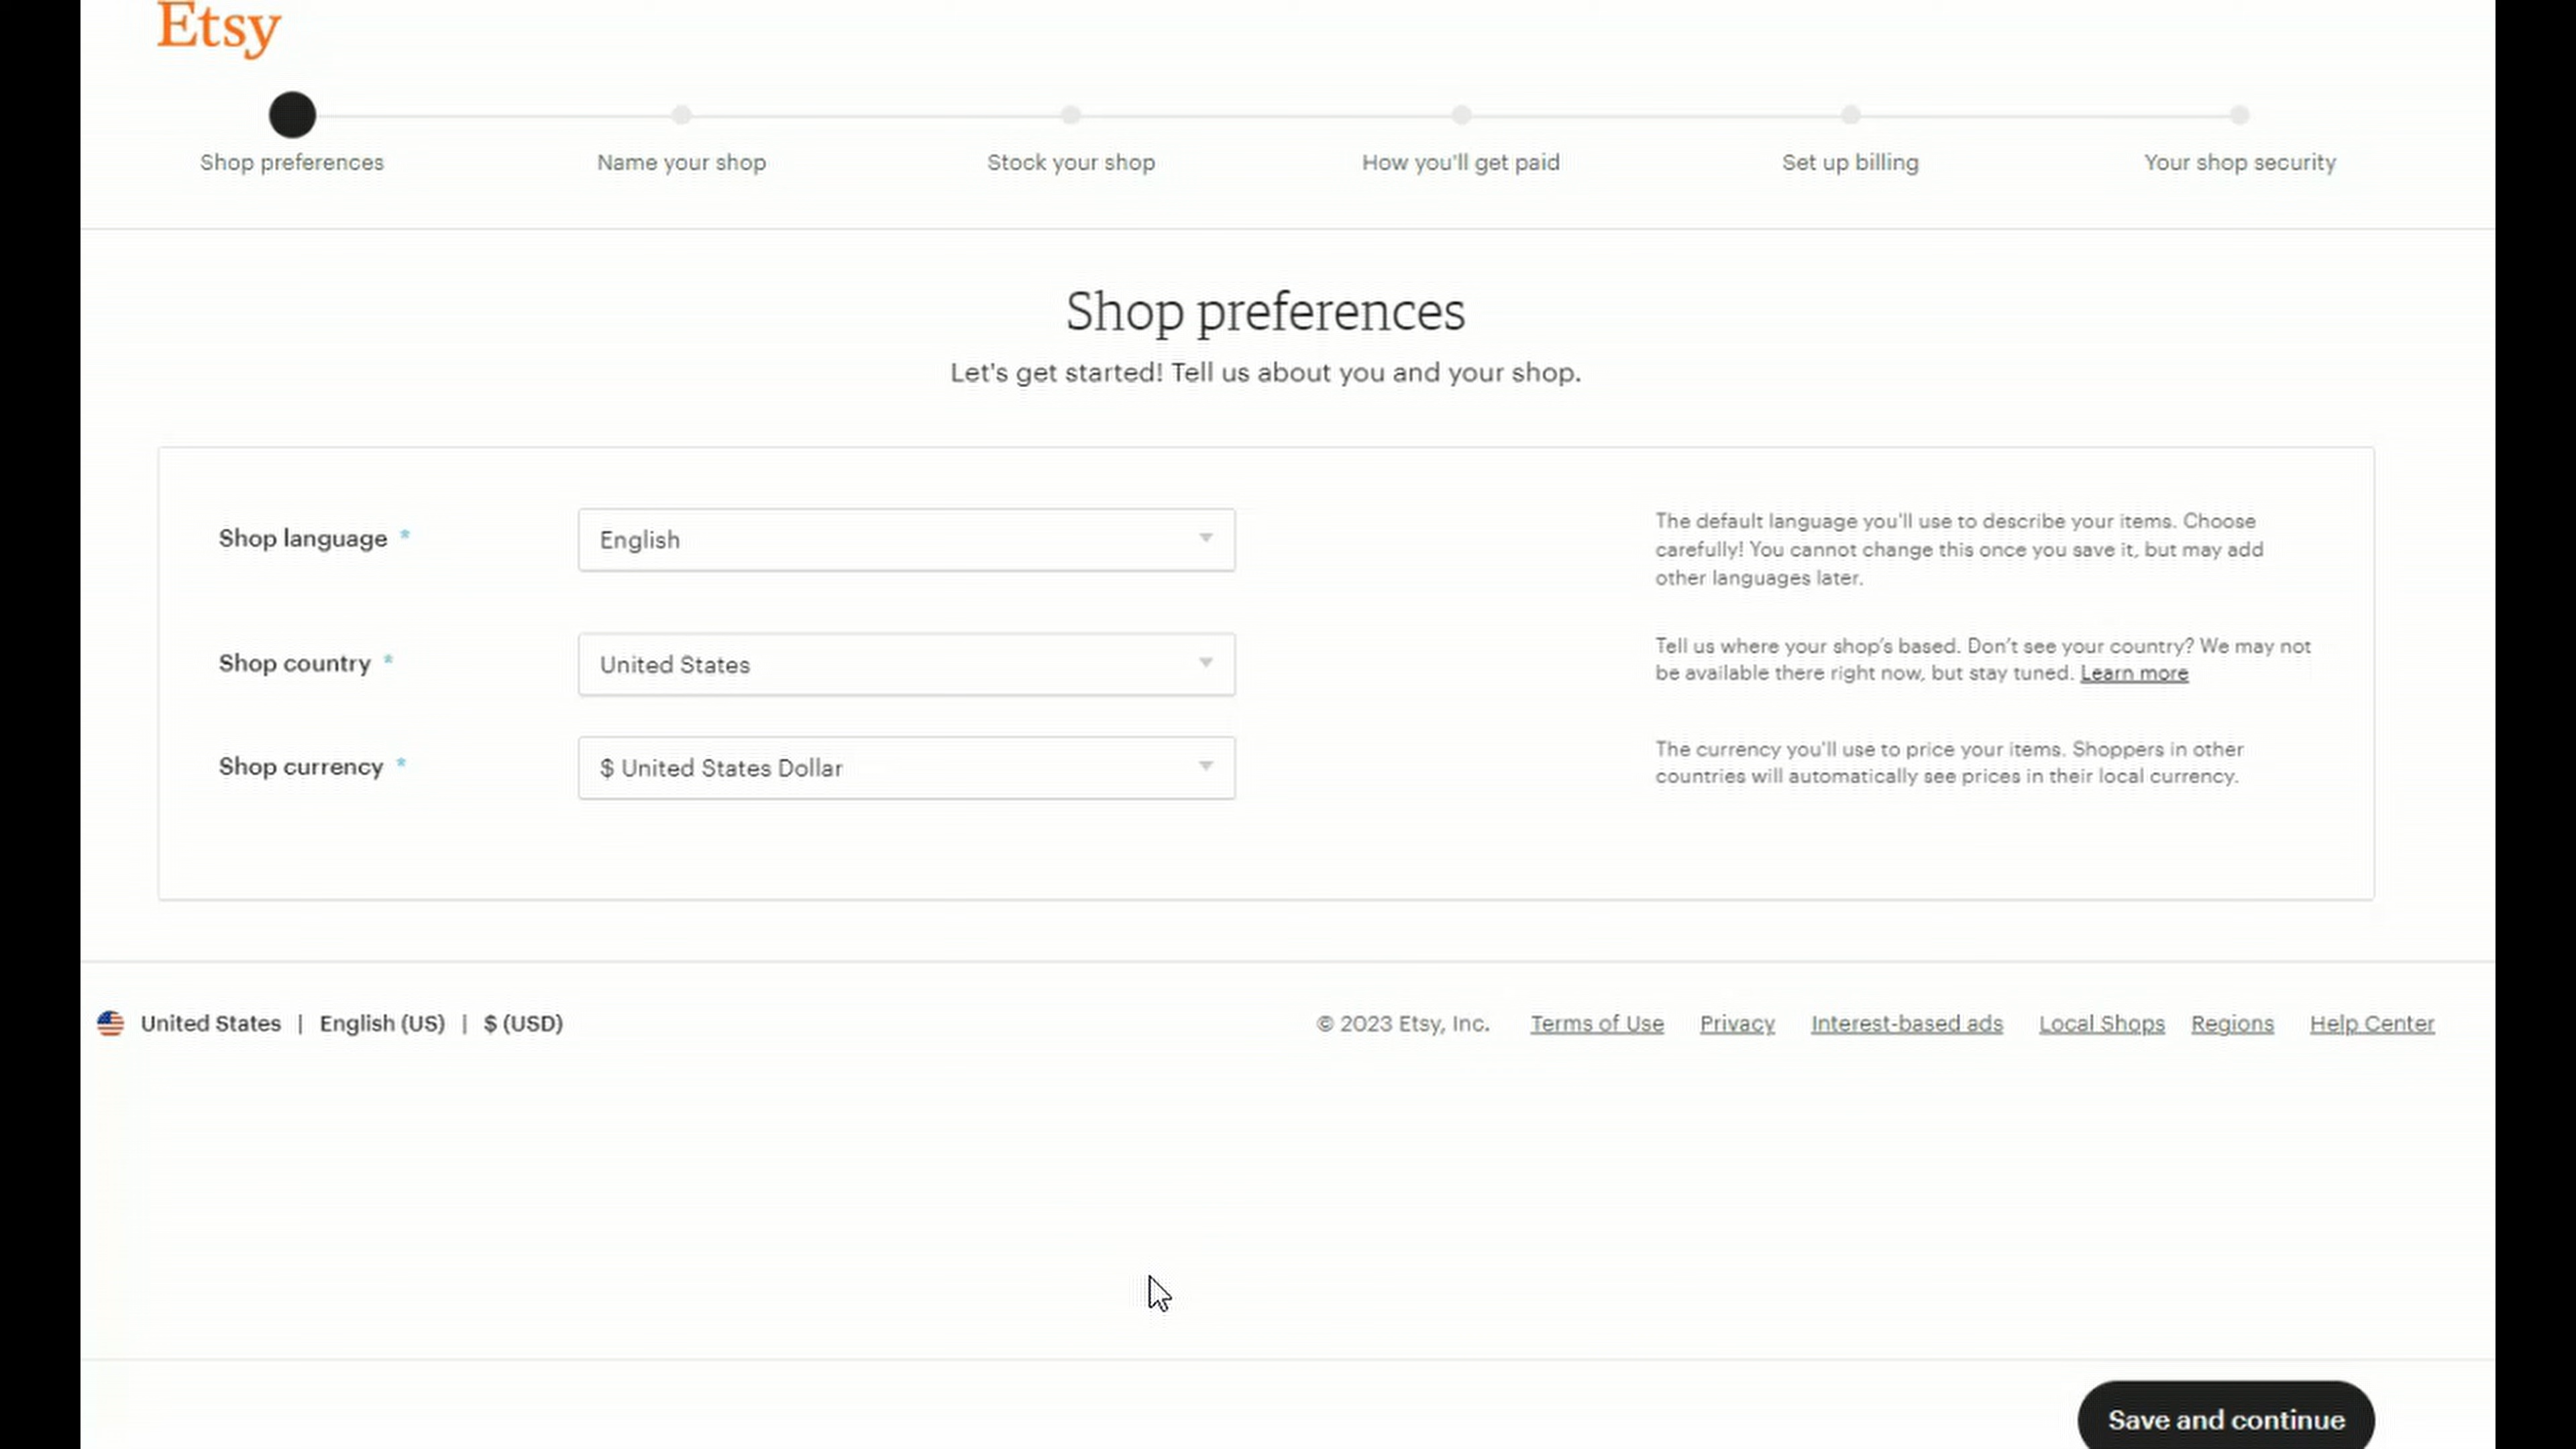 Etsy
Shop preferences
Name your shop
Stock your shop
How you'll get paid
Set up billing
Your shop security
Shop preferences
Let's get started! Tell us about you and your shop.
Shop language *
English
The default language you'll use to describe your items. Choose
carefully! You cannot change this once you save it, but may add
other languages later.
Shop country *
United States
Tell us where your shop’s based. Don’t see your country? We may not
be available there right now, but stay tuned. Learn more
Shop currency *
$ United States Dollar
The currency you'll use to price your items. Shoppers in other
countries will automatically see prices in their local currency.
United States | English (US) | $ (USD)
© 2023 Etsy, Inc. Terms of Use Privacy Interest-based ads Local Shops Regions Help Center
Save and continue